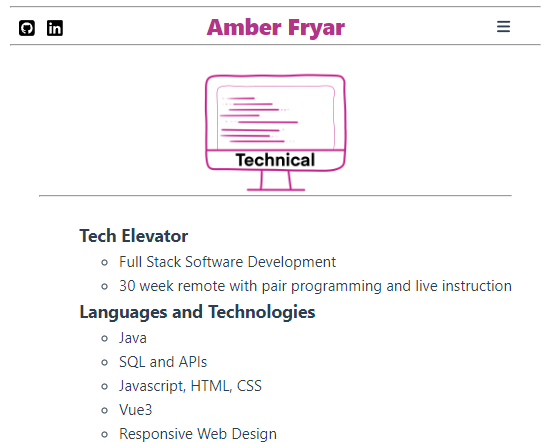 Amber Fryar
Technical
Tech Elevator
Full Stack Software Development
30 week remote with pair programming and live instruction
Languages and Technologies
Java
SQL and APIs
Javascript, HTML, CSS
Vue3
Responsive Web Design